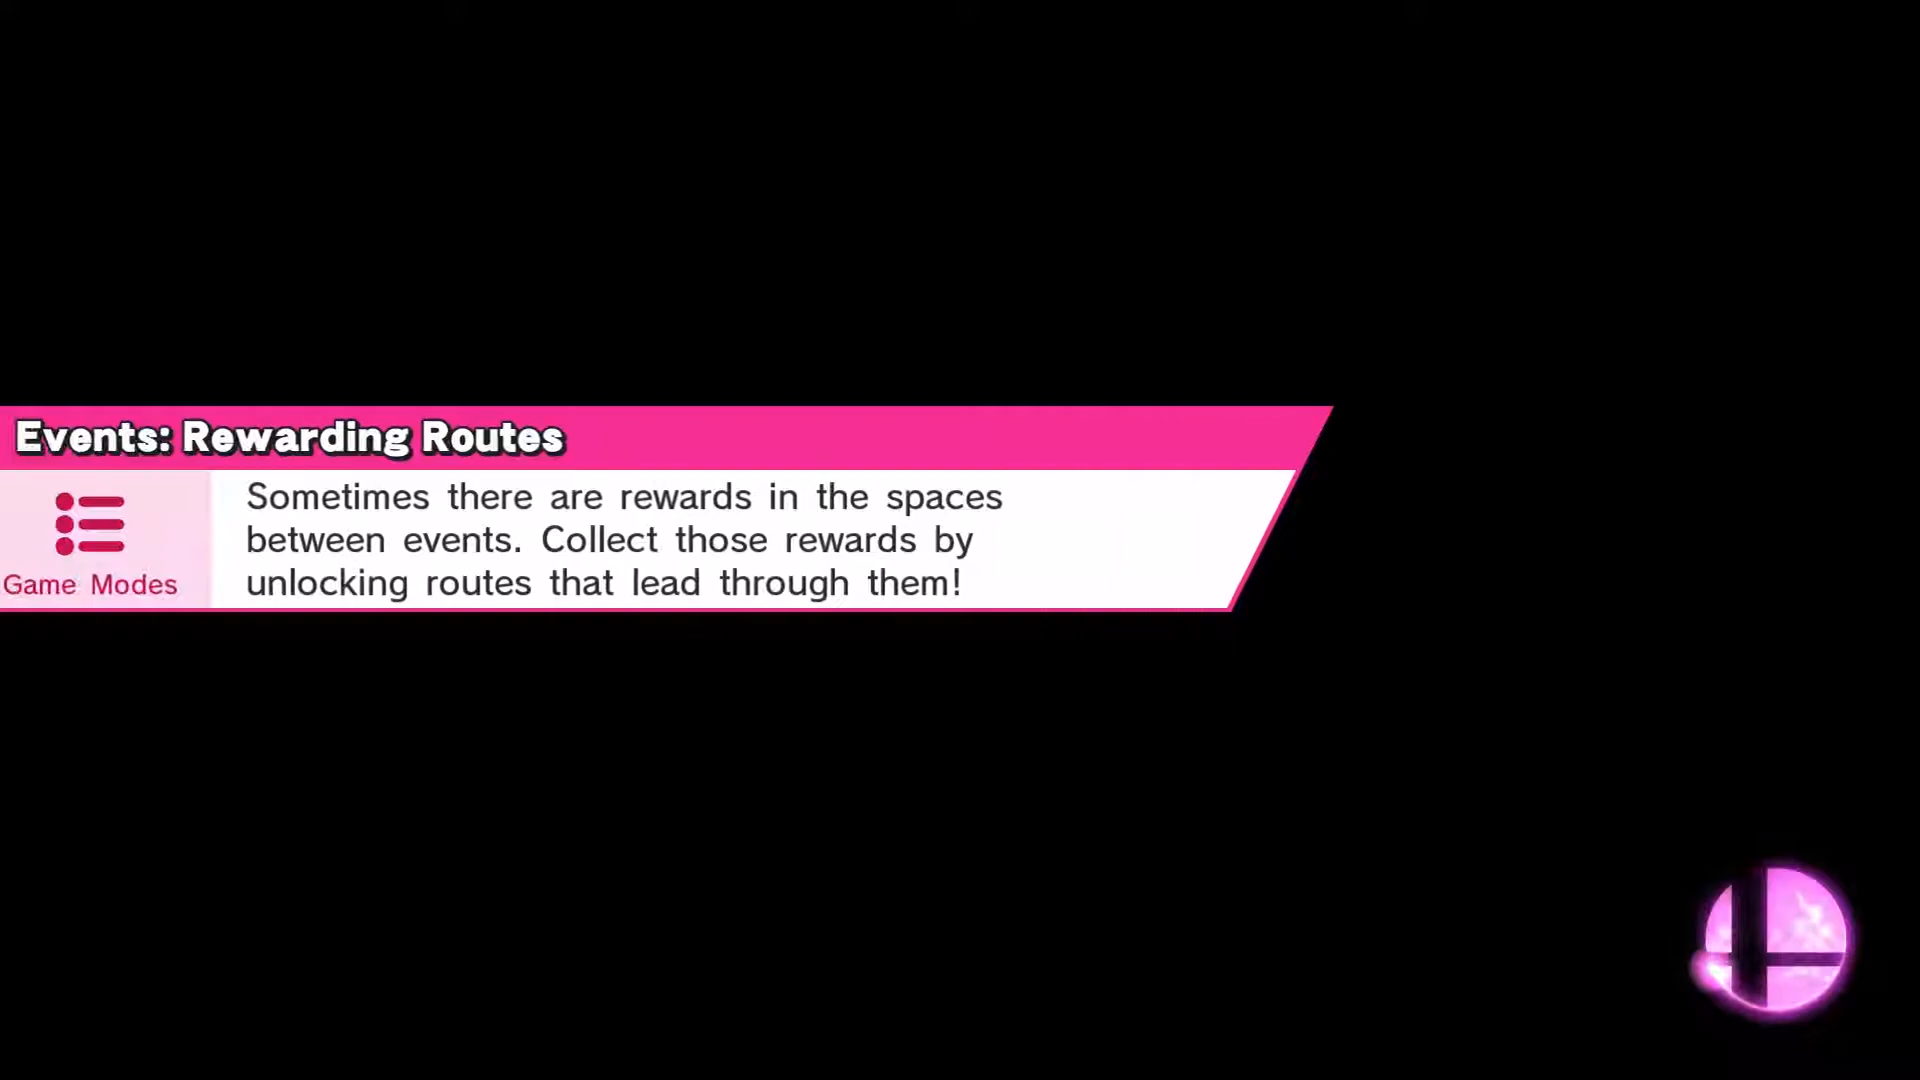 Events: Rewarding Routes
Sometimes there are rewards in the spaces
between events. Collect those rewards by
unlocking routes that lead through them!
Game Modes